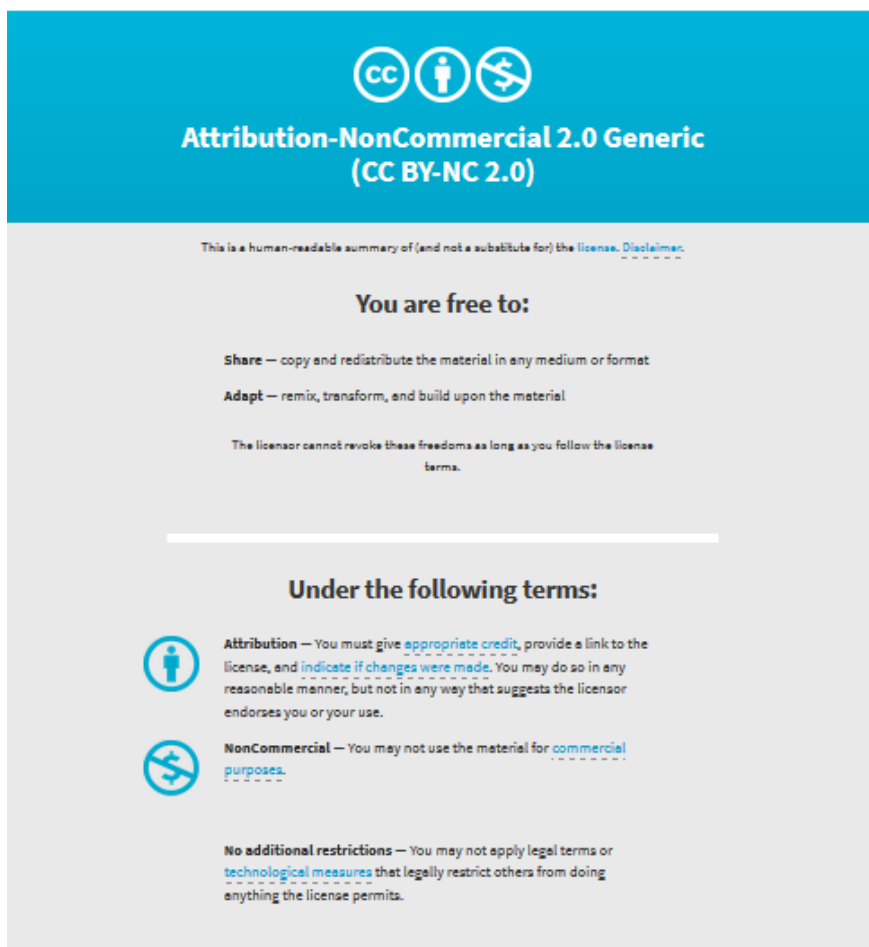 cc
Attribution-NonCommercial 2.0 Generic
(CC BY-NC 2.0)
This is a human-readable summary of (and not a substitute for) the license. Disclaimer.
You are free to:
Share — copy and redistribute the material in any medium or format
Adapt — remix, transform, and build upon the material
The licensor cannot revoke these freedoms as long as you follow the license
terms.
Under the following terms:
Attribution — You must give appropriate credit, provide a link to the
license, and indicate if changes were made. You may do so in any
reasonable manner, but not in any way that suggests the licensor
endorses you or your use.
NonCommercial — You may not use the material for commercial
purposes.
No additional restrictions — You may not apply legal terms or
technological measures that legally restrict others from doing
anything the license permits.